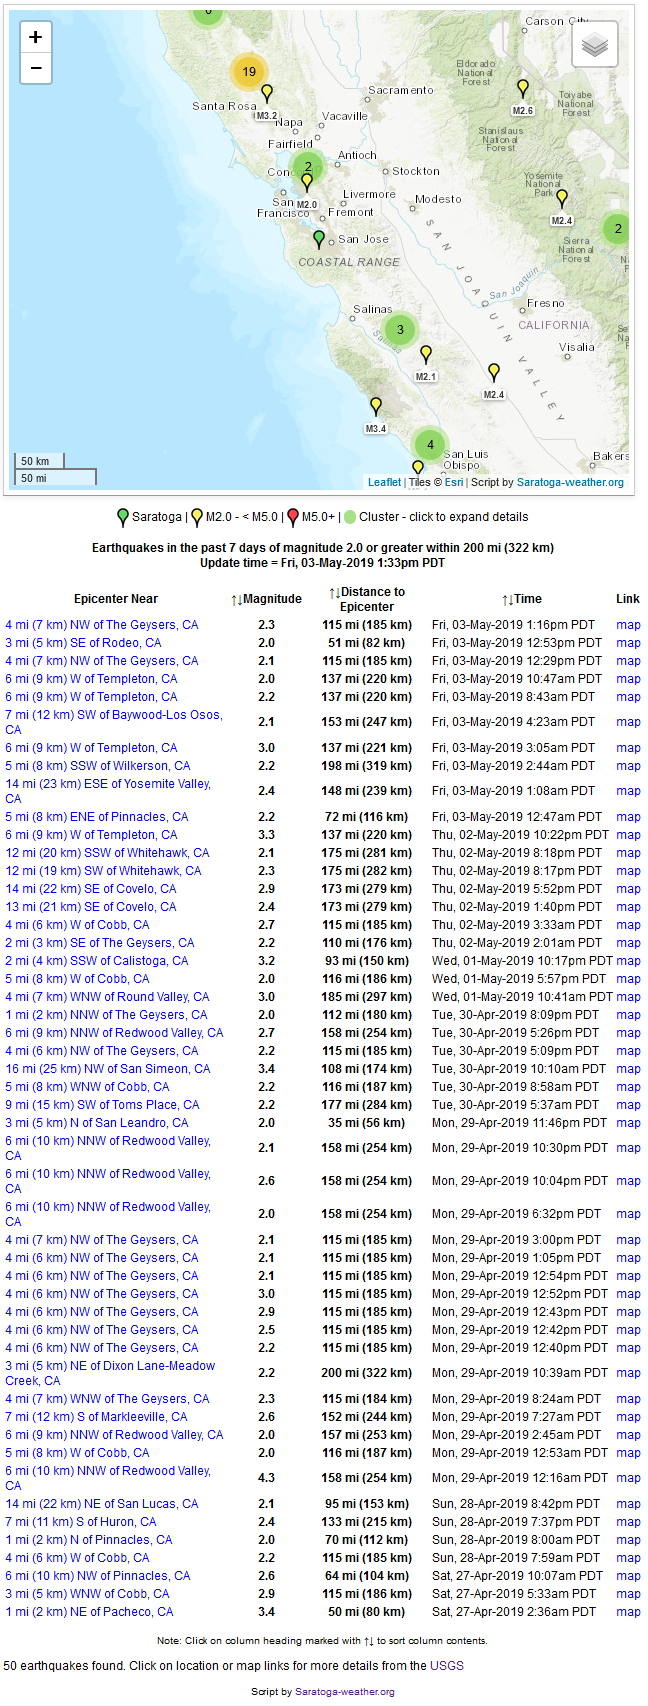 0
Carson City
+
−
19
Eldorado
National
Forest
Toiyabe
National
Forest
Sacramento
M2.6
Santa Rosa
M3.2
Napa
Vacaville
Stanislaus
National
Forest
Fairfield
Antioch
2
Stockton
Yosemite
National
Park
M2.0
Livermore
Modesto
San
Francisco
Fremont
M2.4
2
San Jose
Sierra
National
Forest
COASTAL RANGE
SAN JOAQUIN VALLEY
San Joaquin
Fresno
Salinas
3
CALIFORNIA
Salinas
Visalia
M2.1
M2.4
M3.4
4
San Luis
Obispo
50 km
50 mi
Leaflet | Tiles © Esri | Script by Saratoga-weather.org
Saratoga | M2.0 - < M5.0 | M5.0+ | Cluster - click to expand details
Earthquakes in the past 7 days of magnitude 2.0 or greater within 200 mi (322 km)
Update time = Fri, 03-May-2019 1:33pm PDT
Epicenter Near ↑↓Magnitude ↑↓Distance to Epicenter ↑↓Time Link
4 mi (7 km) NW of The Geysers, CA 2.3 115 mi (185 km) Fri, 03-May-2019 1:16pm PDT map
3 mi (5 km) SE of Rodeo, CA 2.0 51 mi (82 km) Fri, 03-May-2019 12:53pm PDT map
4 mi (7 km) NW of The Geysers, CA 2.1 115 mi (185 km) Fri, 03-May-2019 12:29pm PDT map
6 mi (9 km) W of Templeton, CA 2.0 137 mi (220 km) Fri, 03-May-2019 10:47am PDT map
6 mi (9 km) W of Templeton, CA 2.2 137 mi (220 km) Fri, 03-May-2019 8:43am PDT map
7 mi (12 km) SW of Baywood-Los Osos, CA 2.1 153 mi (247 km) Fri, 03-May-2019 4:23am PDT map
6 mi (9 km) W of Templeton, CA 3.0 137 mi (221 km) Fri, 03-May-2019 3:05am PDT map
5 mi (8 km) SSW of Wilkerson, CA 2.2 198 mi (319 km) Fri, 03-May-2019 2:44am PDT map
14 mi (23 km) ESE of Yosemite Valley, CA 2.4 148 mi (239 km) Fri, 03-May-2019 1:08am PDT map
5 mi (8 km) ENE of Pinnacles, CA 2.2 72 mi (116 km) Fri, 03-May-2019 12:47am PDT map
6 mi (9 km) W of Templeton, CA 3.3 137 mi (220 km) Thu, 02-May-2019 10:22pm PDT map
12 mi (20 km) SSW of Whitehawk, CA 2.1 175 mi (281 km) Thu, 02-May-2019 8:18pm PDT map
12 mi (19 km) SW of Whitehawk, CA 2.3 175 mi (282 km) Thu, 02-May-2019 8:17pm PDT map
14 mi (22 km) SE of Covelo, CA 2.9 173 mi (279 km) Thu, 02-May-2019 5:52pm PDT map
13 mi (21 km) SE of Covelo, CA 2.4 173 mi (279 km) Thu, 02-May-2019 1:40pm PDT map
4 mi (6 km) W of Cobb, CA 2.7 115 mi (185 km) Thu, 02-May-2019 3:33am PDT map
2 mi (3 km) SE of The Geysers, CA 2.2 110 mi (176 km) Thu, 02-May-2019 2:01am PDT map
2 mi (4 km) SSW of Calistoga, CA 3.2 93 mi (150 km) Wed, 01-May-2019 10:17pm PDT map
5 mi (8 km) W of Cobb, CA 2.0 116 mi (186 km) Wed, 01-May-2019 5:57pm PDT map
4 mi (7 km) WNW of Round Valley, CA 3.0 185 mi (297 km) Wed, 01-May-2019 10:41am PDT map
1 mi (2 km) NNW of The Geysers, CA 2.0 112 mi (180 km) Tue, 30-Apr-2019 8:09pm PDT map
6 mi (9 km) NNW of Redwood Valley, CA 2.7 158 mi (254 km) Tue, 30-Apr-2019 5:26pm PDT map
4 mi (6 km) NW of The Geysers, CA 2.2 115 mi (185 km) Tue, 30-Apr-2019 5:09pm PDT map
16 mi (25 km) NW of San Simeon, CA 3.4 108 mi (174 km) Tue, 30-Apr-2019 10:10am PDT map
5 mi (8 km) WNW of Cobb, CA 2.2 116 mi (187 km) Tue, 30-Apr-2019 8:58am PDT map
9 mi (15 km) SW of Toms Place, CA 2.2 177 mi (284 km) Tue, 30-Apr-2019 5:37am PDT map
3 mi (5 km) N of San Leandro, CA 2.0 35 mi (56 km) Mon, 29-Apr-2019 11:46pm PDT map
6 mi (10 km) NNW of Redwood Valley, CA 2.1 158 mi (254 km) Mon, 29-Apr-2019 10:30pm PDT map
6 mi (10 km) NNW of Redwood Valley, CA 2.6 158 mi (254 km) Mon, 29-Apr-2019 10:04pm PDT map
6 mi (10 km) NNW of Redwood Valley, CA 2.0 158 mi (254 km) Mon, 29-Apr-2019 6:32pm PDT map
4 mi (7 km) NW of The Geysers, CA 2.1 115 mi (185 km) Mon, 29-Apr-2019 3:00pm PDT map
4 mi (6 km) NW of The Geysers, CA 2.1 115 mi (185 km) Mon, 29-Apr-2019 1:05pm PDT map
4 mi (6 km) NW of The Geysers, CA 2.1 115 mi (185 km) Mon, 29-Apr-2019 12:54pm PDT map
4 mi (6 km) NW of The Geysers, CA 3.0 115 mi (185 km) Mon, 29-Apr-2019 12:52pm PDT map
4 mi (6 km) NW of The Geysers, CA 2.9 115 mi (185 km) Mon, 29-Apr-2019 12:43pm PDT map
4 mi (6 km) NW of The Geysers, CA 2.5 115 mi (185 km) Mon, 29-Apr-2019 12:42pm PDT map
4 mi (6 km) NW of The Geysers, CA 2.2 115 mi (185 km) Mon, 29-Apr-2019 12:40pm PDT map
3 mi (5 km) NE of Dixon Lane-Meadow Creek, CA 2.2 200 mi (322 km) Mon, 29-Apr-2019 10:39am PDT map
4 mi (7 km) WNW of The Geysers, CA 2.3 115 mi (184 km) Mon, 29-Apr-2019 8:24am PDT map
7 mi (12 km) S of Markleeville, CA 2.6 152 mi (244 km) Mon, 29-Apr-2019 7:27am PDT map
6 mi (9 km) NNW of Redwood Valley, CA 2.0 157 mi (253 km) Mon, 29-Apr-2019 2:45am PDT map
5 mi (8 km) W of Cobb, CA 2.0 116 mi (187 km) Mon, 29-Apr-2019 12:53am PDT map
6 mi (10 km) NNW of Redwood Valley, CA 4.3 158 mi (254 km) Mon, 29-Apr-2019 12:16am PDT map
14 mi (22 km) NE of San Lucas, CA 2.1 95 mi (153 km) Sun, 28-Apr-2019 8:42pm PDT map
7 mi (11 km) S of Huron, CA 2.4 133 mi (215 km) Sun, 28-Apr-2019 7:37pm PDT map
1 mi (2 km) N of Pinnacles, CA 2.0 70 mi (112 km) Sun, 28-Apr-2019 8:00am PDT map
4 mi (6 km) W of Cobb, CA 2.2 115 mi (185 km) Sun, 28-Apr-2019 7:59am PDT map
6 mi (10 km) NW of Pinnacles, CA 2.6 64 mi (104 km) Sat, 27-Apr-2019 10:07am PDT map
3 mi (5 km) WNW of Cobb, CA 2.9 115 mi (186 km) Sat, 27-Apr-2019 5:33am PDT map
1 mi (2 km) NE of Pacheco, CA 3.4 50 mi (80 km) Sat, 27-Apr-2019 2:36am PDT map
Note: Click on column heading marked with ↑↓ to sort column contents.
50 earthquakes found. Click on location or map links for more details from the USGS
Script by Saratoga-weather.org